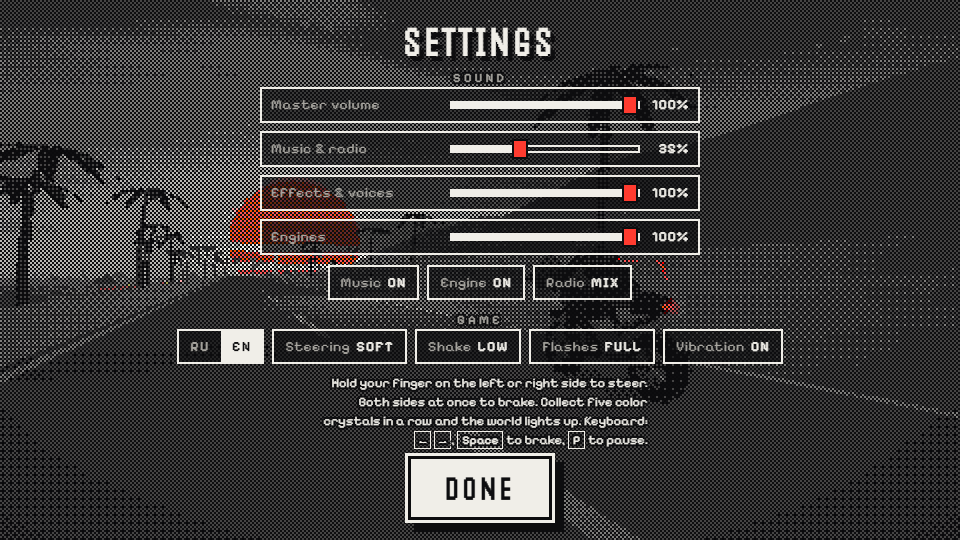 SETTINGS
SOUND
Master volume 100%
Music & radio 38%
Effects & voices 100%
Engines 100%
Music ON Engine ON Radio MIX
GAME
RU EN Steering SOFT Shake LOW Flashes FULL Vibration ON
Hold your finger on the left or right side to steer.
Both sides at once to brake. Collect five color
crystals in a row and the world lights up. Keyboard:
← →, Space to brake, P to pause.
DONE